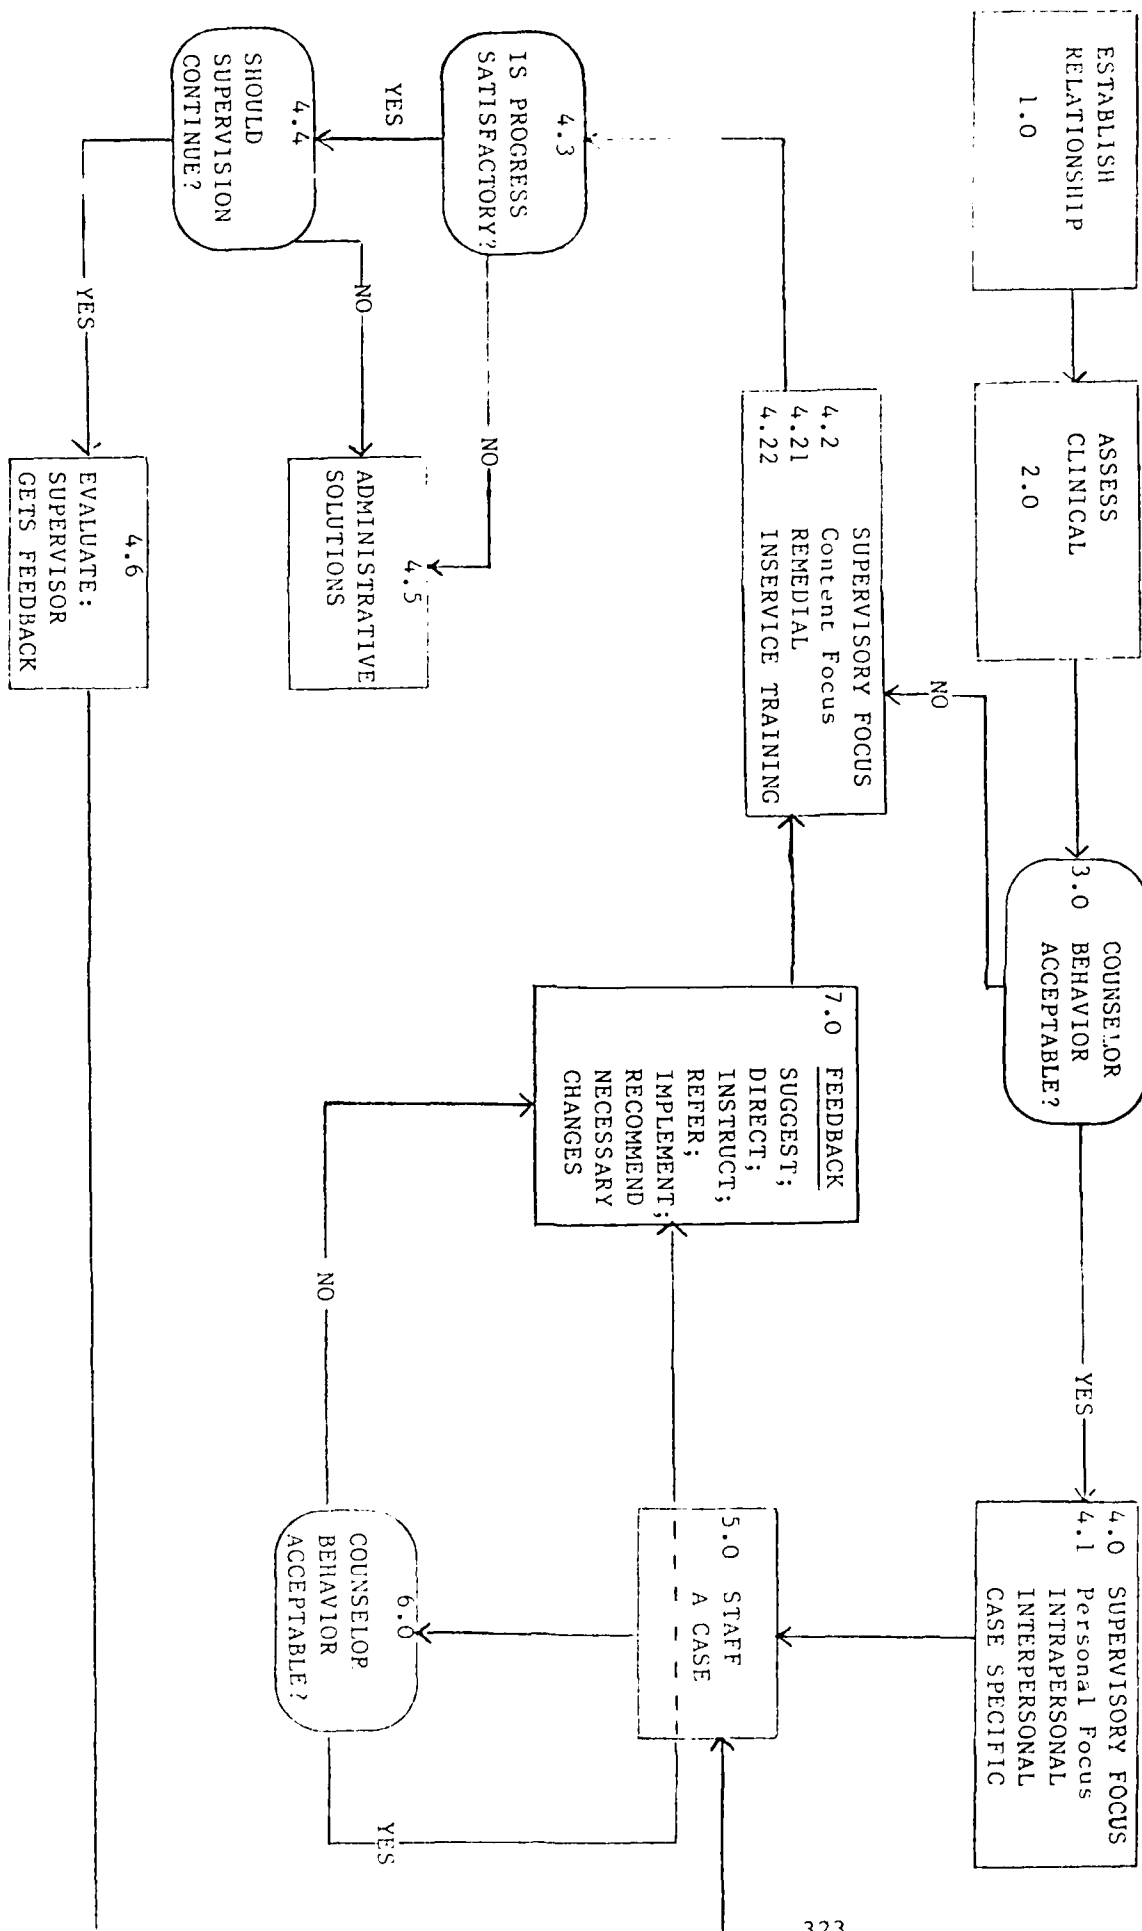 ESTABLISH
RELATIONSHIP
1.0
ASSESS
CLINICAL
2.0
COUNSELOR
3.0 BEHAVIOR
ACCEPTABLE?
YES
NO
4.0 SUPERVISORY FOCUS
4.1 Personal Focus
INTRAPERSONAL
INTERPERSONAL
CASE SPECIFIC
SUPERVISORY FOCUS
4.2 Content Focus
4.21 REMEDIAL
4.22 INSERVICE TRAINING
7.0 FEEDBACK
SUGGEST;
DIRECT;
INSTRUCT;
REFER;
IMPLEMENT;
RECOMMEND
NECESSARY
CHANGES
5.0 STAFF
A CASE
4.3
IS PROGRESS
SATISFACTORY?
YES
NO
4.4
SHOULD
SUPERVISION
CONTINUE?
NO
YES
4.5
ADMINISTRATIVE
SOLUTIONS
6.0
COUNSELOR
BEHAVIOR
ACCEPTABLE?
NO
YES
4.6
EVALUATE:
SUPERVISOR
GETS FEEDBACK
323